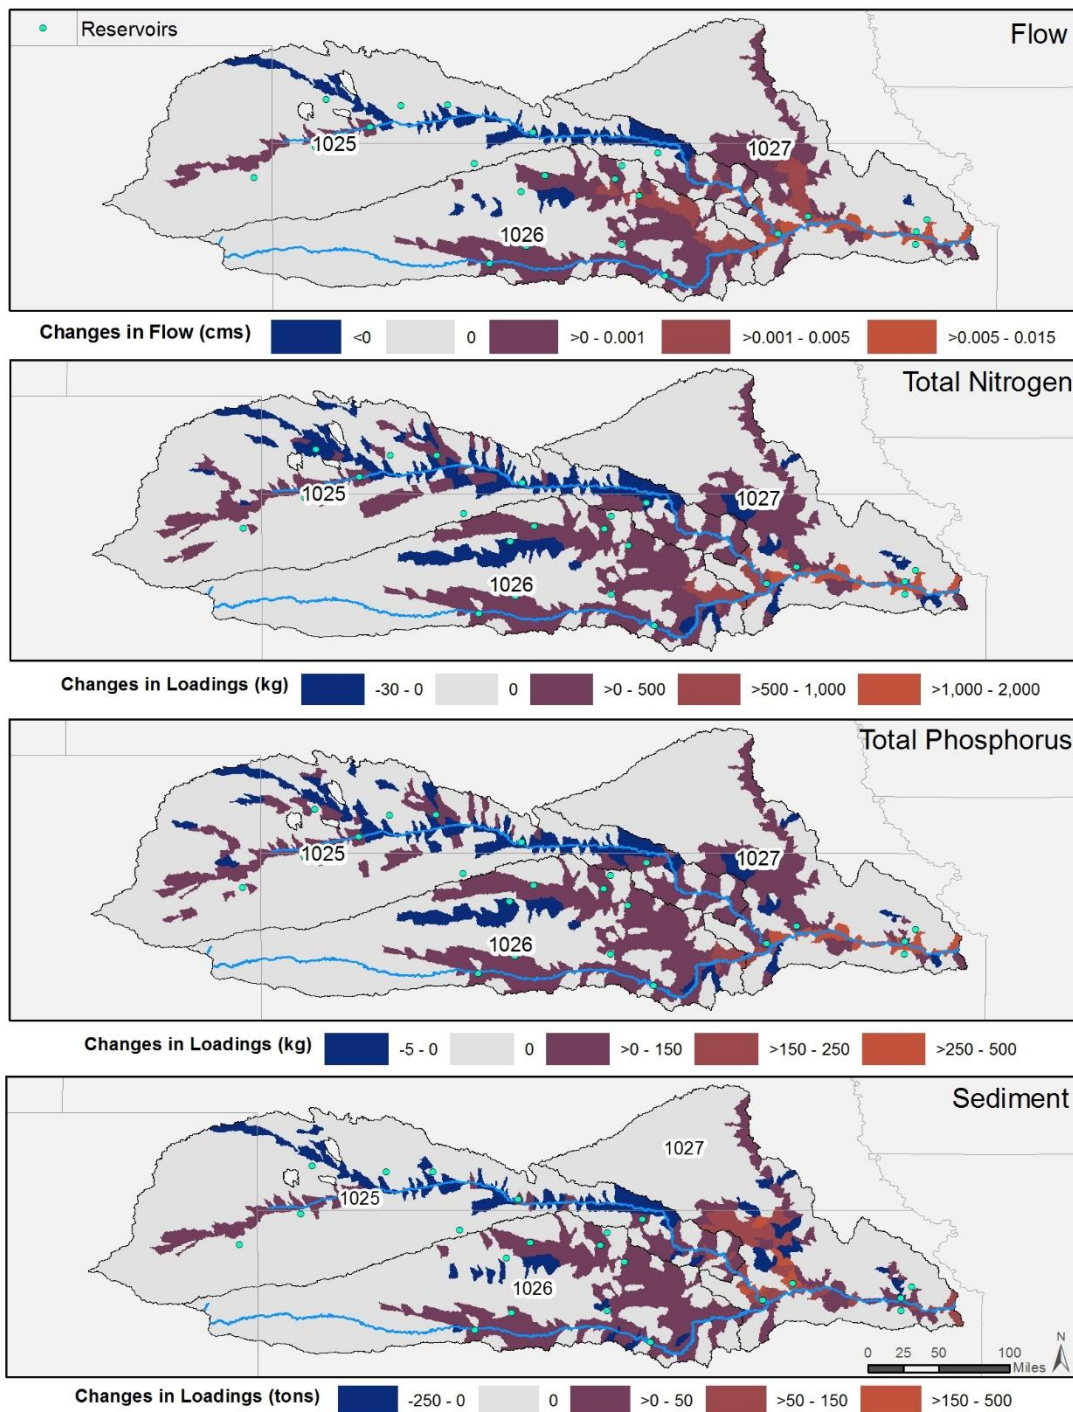 Reservoirs
Flow
1025
1027
1026
Changes in Flow (cms) <0 0 >0 - 0.001 >0.001 - 0.005 >0.005 - 0.015
Total Nitrogen
1025
1027
1026
Changes in Loadings (kg) -30 - 0 0 >0 - 500 >500 - 1,000 >1,000 - 2,000
Total Phosphorus
1025
1027
1026
Changes in Loadings (kg) -5 - 0 0 >0 - 150 >150 - 250 >250 - 500
Sediment
1027
1025
1026
N
0 25 50 100
Miles
Changes in Loadings (tons) -250 - 0 0 >0 - 50 >50 - 150 >150 - 500